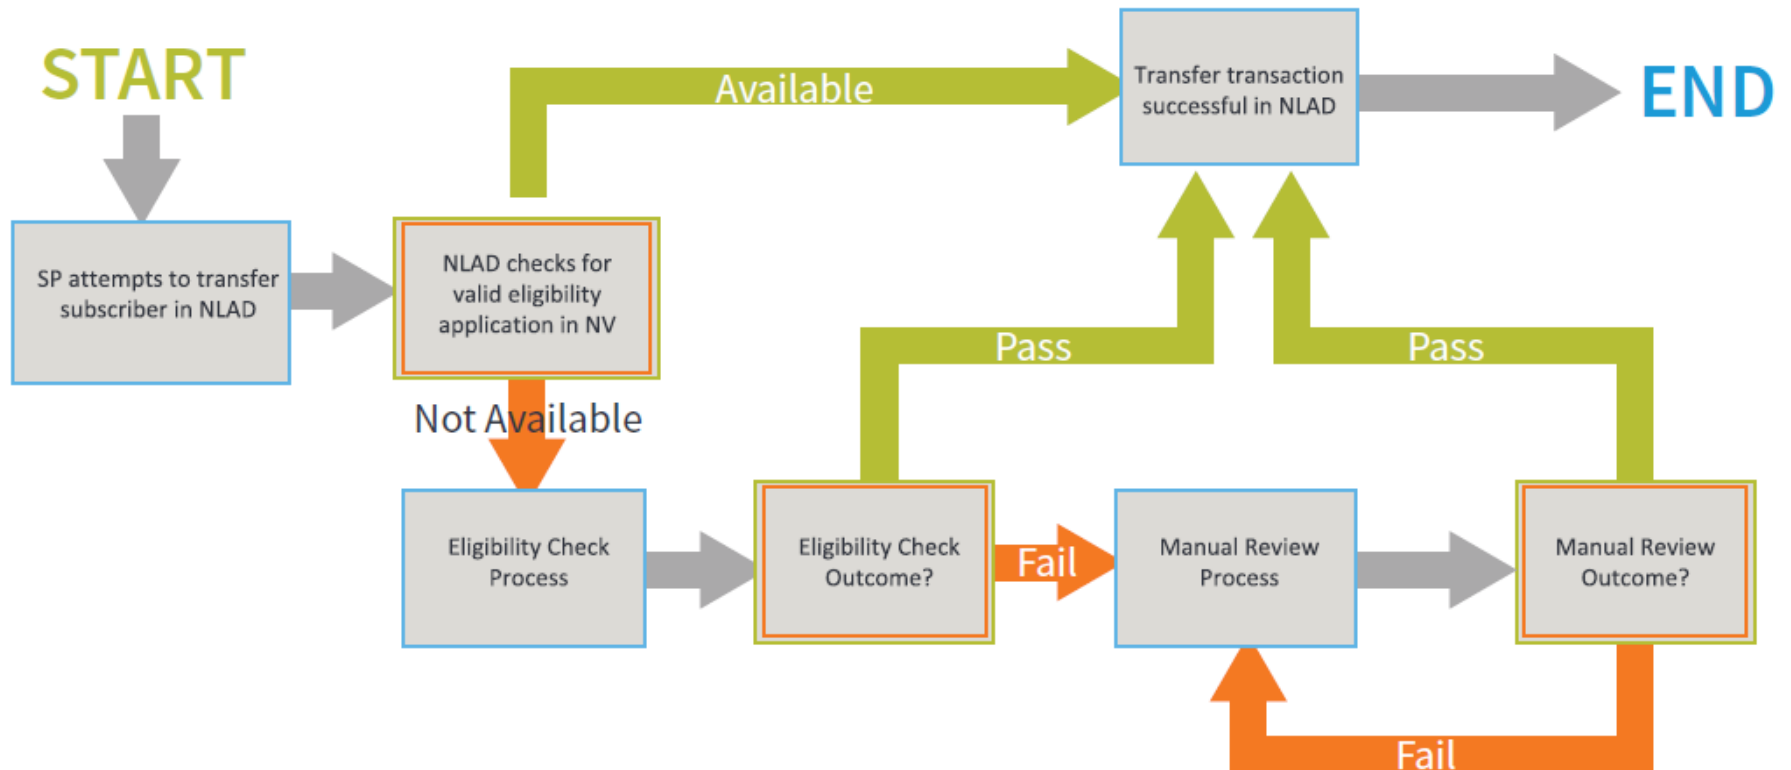 START
Available
Transfer transaction
successful in NLAD
END
SP attempts to transfer
subscriber in NLAD
NLAD checks for
valid eligibility
application in NV
Not Available
Pass
Pass
Eligibility Check
Process
Eligibility Check
Outcome?
Fail
Manual Review
Process
Manual Review
Outcome?
Fail